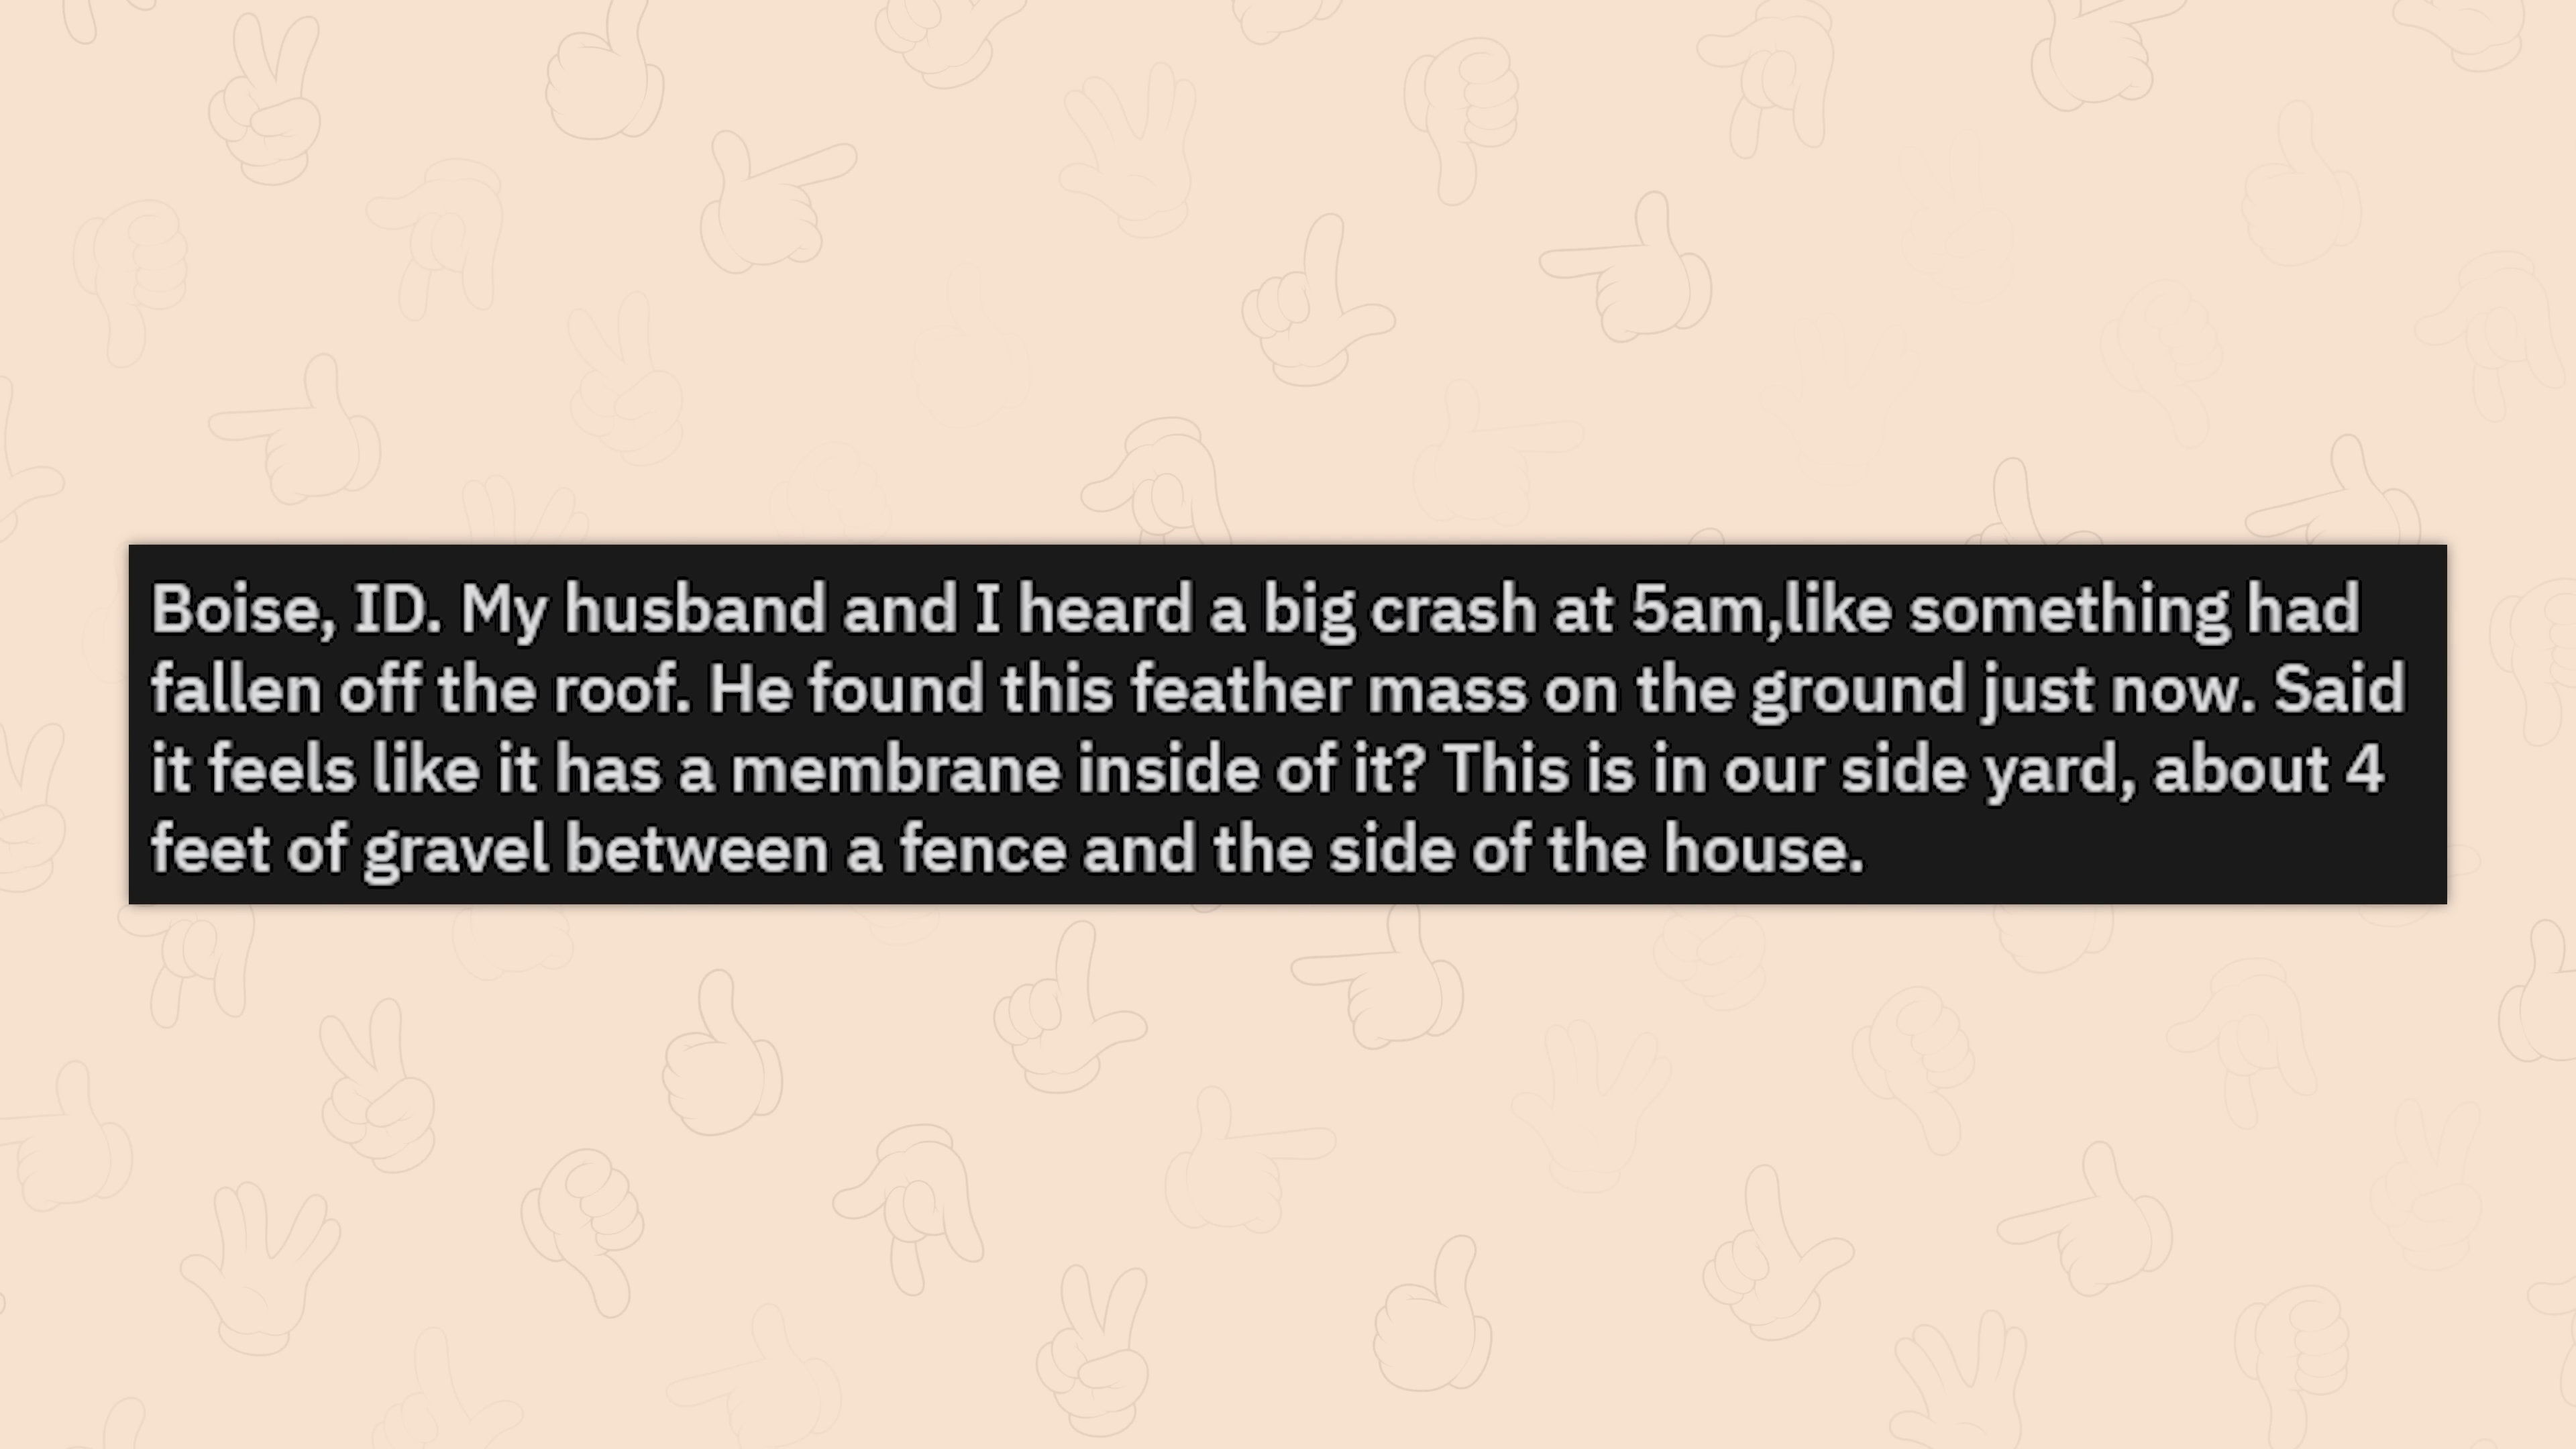 Boise, ID. My husband and I heard a big crash at 5am,like something had
fallen off the roof. He found this feather mass on the ground just now. Said
it feels like it has a membrane inside of it? This is in our side yard, about 4
feet of gravel between a fence and the side of the house.